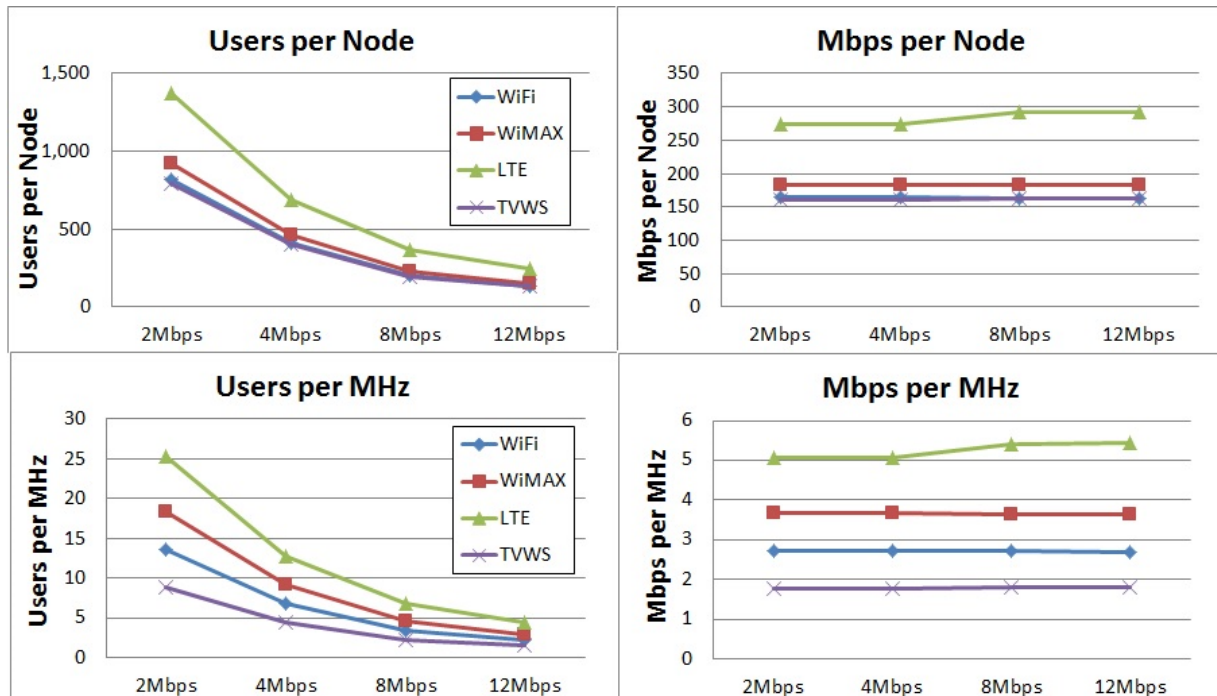 Users per Node
Users per Node
1,500
1,000
500
0
2Mbps 4Mbps 8Mbps 12Mbps
WiFi
WiMAX
LTE
TVWS
Mbps per Node
Mbps per Node
350
300
250
200
150
100
50
0
2Mbps 4Mbps 8Mbps 12Mbps
Users per MHz
Users per MHz
30
25
20
15
10
5
0
2Mbps 4Mbps 8Mbps 12Mbps
WiFi
WiMAX
LTE
TVWS
Mbps per MHz
Mbps per MHz
6
5
4
3
2
1
0
2Mbps 4Mbps 8Mbps 12Mbps